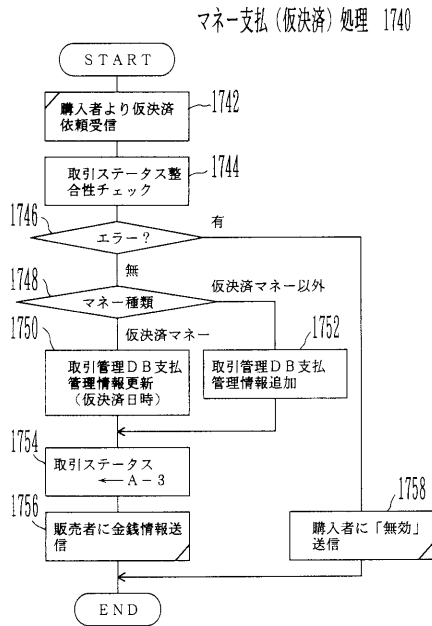 マネー支払（仮決済）処理 1740
START
購入者より仮決済
依頼受信
1742
取引ステータス整
合性チェック
1744
1746
エラー？
有
無
1748
マネー種類
仮決済マネー以外
仮決済マネー
1750
取引管理DB支払
管理情報更新
（仮決済日時）
1752
取引管理DB支払
管理情報追加
1754
取引ステータス
←A－3
1756
販売者に金銭情報送
信
1758
購入者に「無効」
送信
END